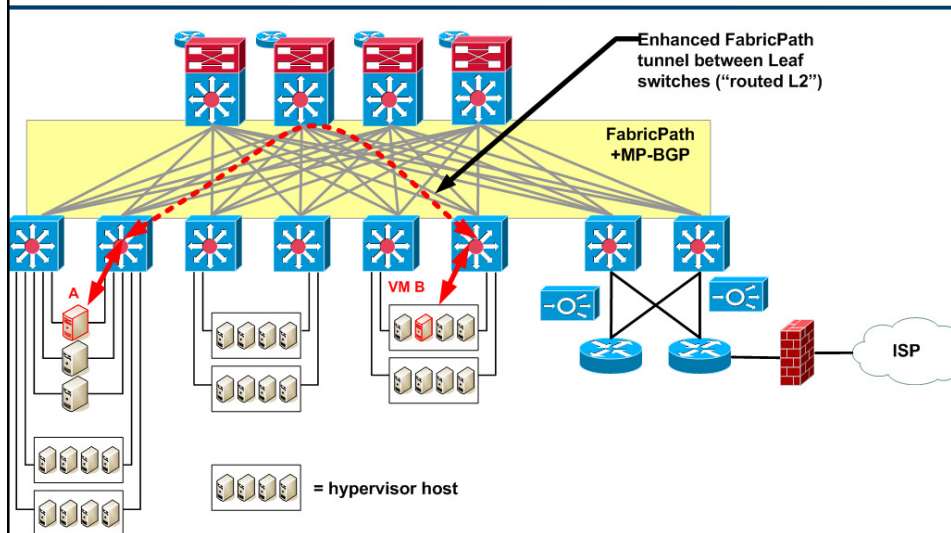 Enhanced FabricPath
tunnel between Leaf
switches (“routed L2”)
FabricPath
+MP-BGP
A
VM B
ISP
= hypervisor host